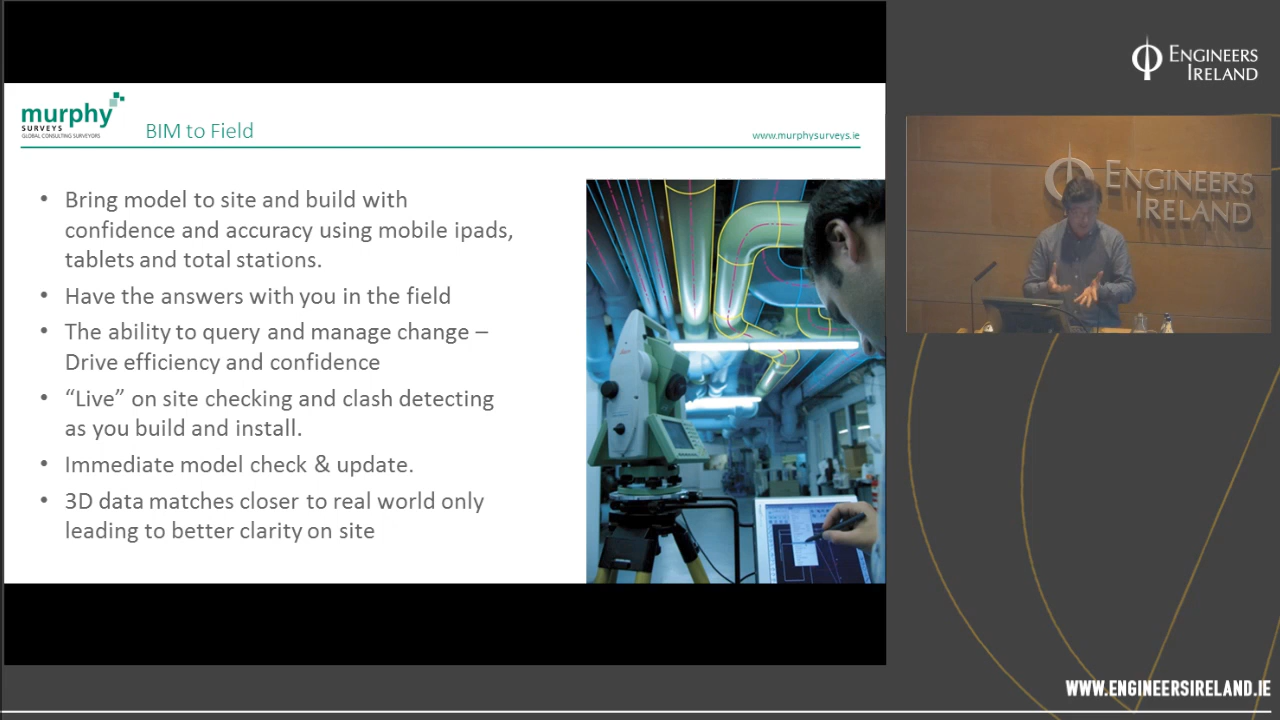 murphy
SURVEYS
GLOBAL CONSULTING SURVEYORS
BIM to Field
www.murphysurveys.ie
• Bring model to site and build with
confidence and accuracy using mobile ipads,
tablets and total stations.
• Have the answers with you in the field
• The ability to query and manage change –
Drive efficiency and confidence
• “Live” on site checking and clash detecting
as you build and install.
• Immediate model check & update.
• 3D data matches closer to real world only
leading to better clarity on site
ENGINEERS
IRELAND
ENGINEERS
IRELAND
WWW.ENGINEERSIRELAND.IE